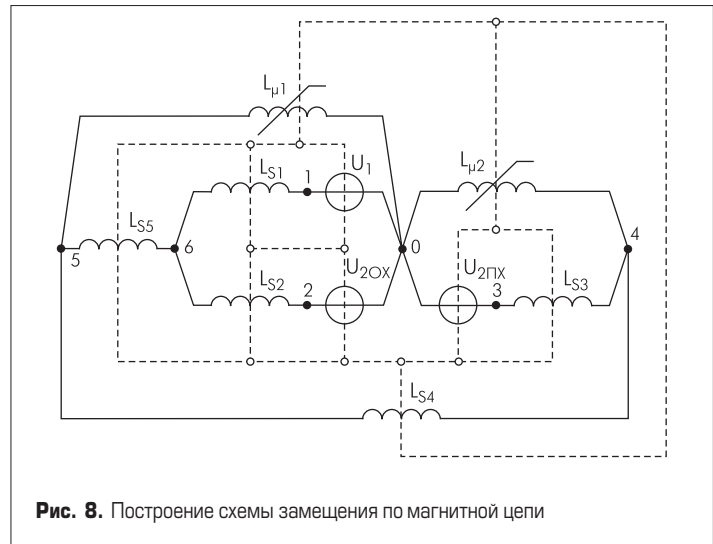 Lμ1
LS1
1
U1
Lμ2
LS5
5
6
0
4
LS2
2
U2ОХ
U2ПХ
3
LS3
LS4
Рис. 8. Построение схемы замещения по магнитной цепи